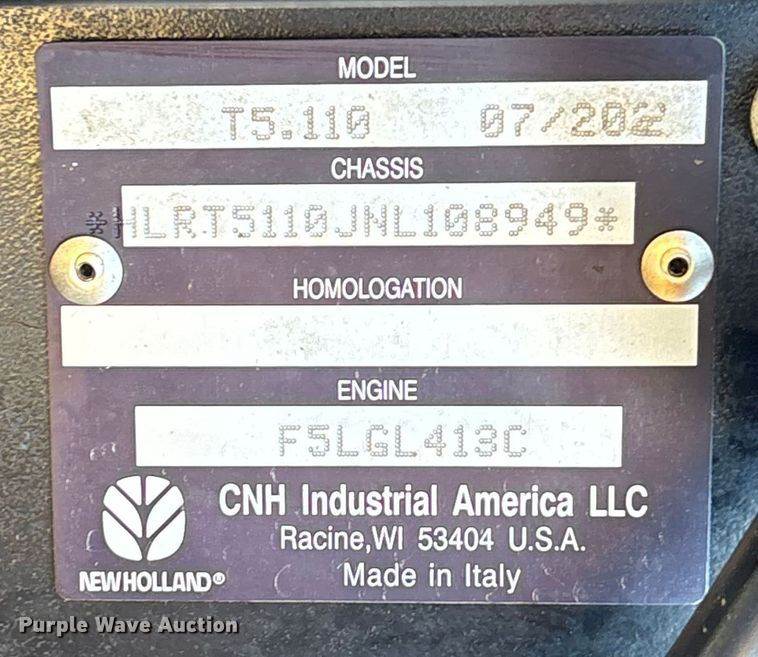 MODEL
T5.110 07/202
CHASSIS
*HLRT5110JNL108949*
HOMOLOGATION
ENGINE
F5LGL413C
CNH Industrial America LLC
Racine,WI 53404 U.S.A.
NEW HOLLAND® Made in Italy
Purple Wave Auction